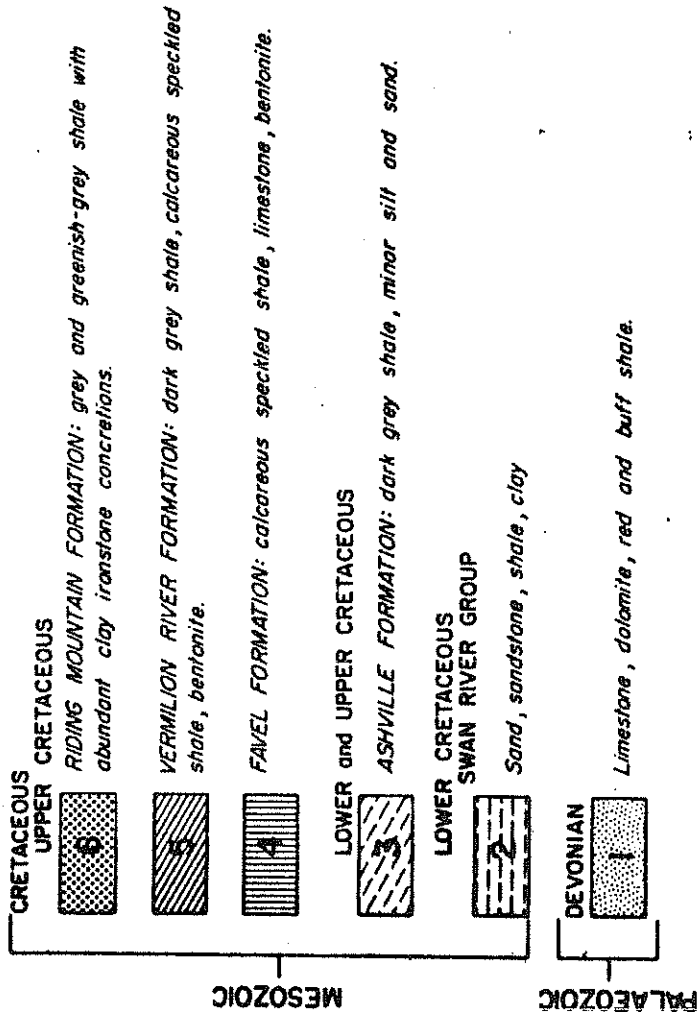 CRETACEOUS
UPPER CRETACEOUS
6
RIDING MOUNTAIN FORMATION: grey and greenish-grey shale with
abundant clay ironstone concretions.
5
VERMILION RIVER FORMATION: dark grey shale, calcareous speckled
shale, bentonite.
4
FAVEL FORMATION: calcareous speckled shale, limestone, bentonite.
LOWER and UPPER CRETACEOUS
3
ASHVILLE FORMATION: dark grey shale, minor silt and sand.
LOWER CRETACEOUS
SWAN RIVER GROUP
2
Sand, sandstone, shale, clay
MESOZOIC
DEVONIAN
1
Limestone, dolomite, red and buff shale.
PALAEOZOIC